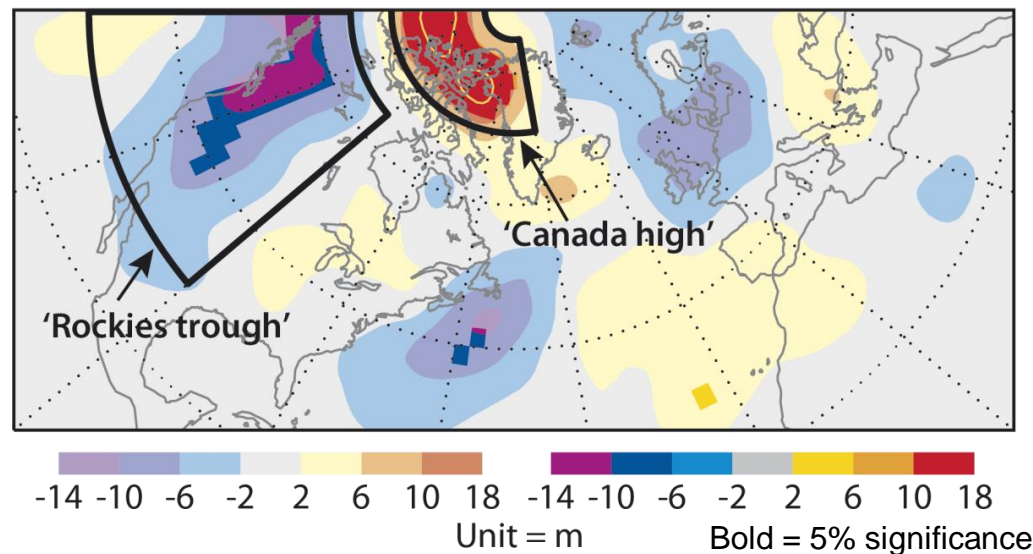 'Canada high'
'Rockies trough'
-14 -10 -6 -2 2 6 10 18 -14 -10 -6 -2 2 6 10 18
Unit = m Bold = 5% significance